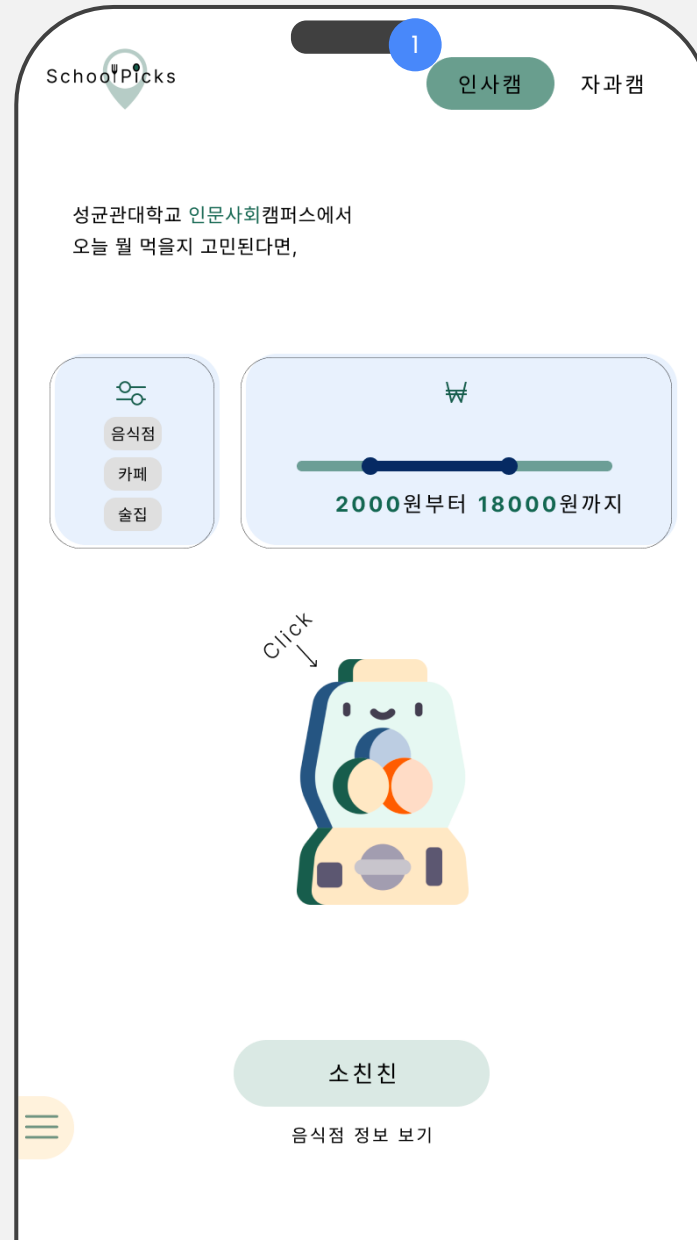 1
SchoolPicks
인사캠
자과캠
성균관대학교 인문사회캠퍼스에서
오늘 뭘 먹을지 고민된다면,
음식점
카페
술집
₩
2000원부터 18000원까지
Click
소친친
음식점 정보 보기